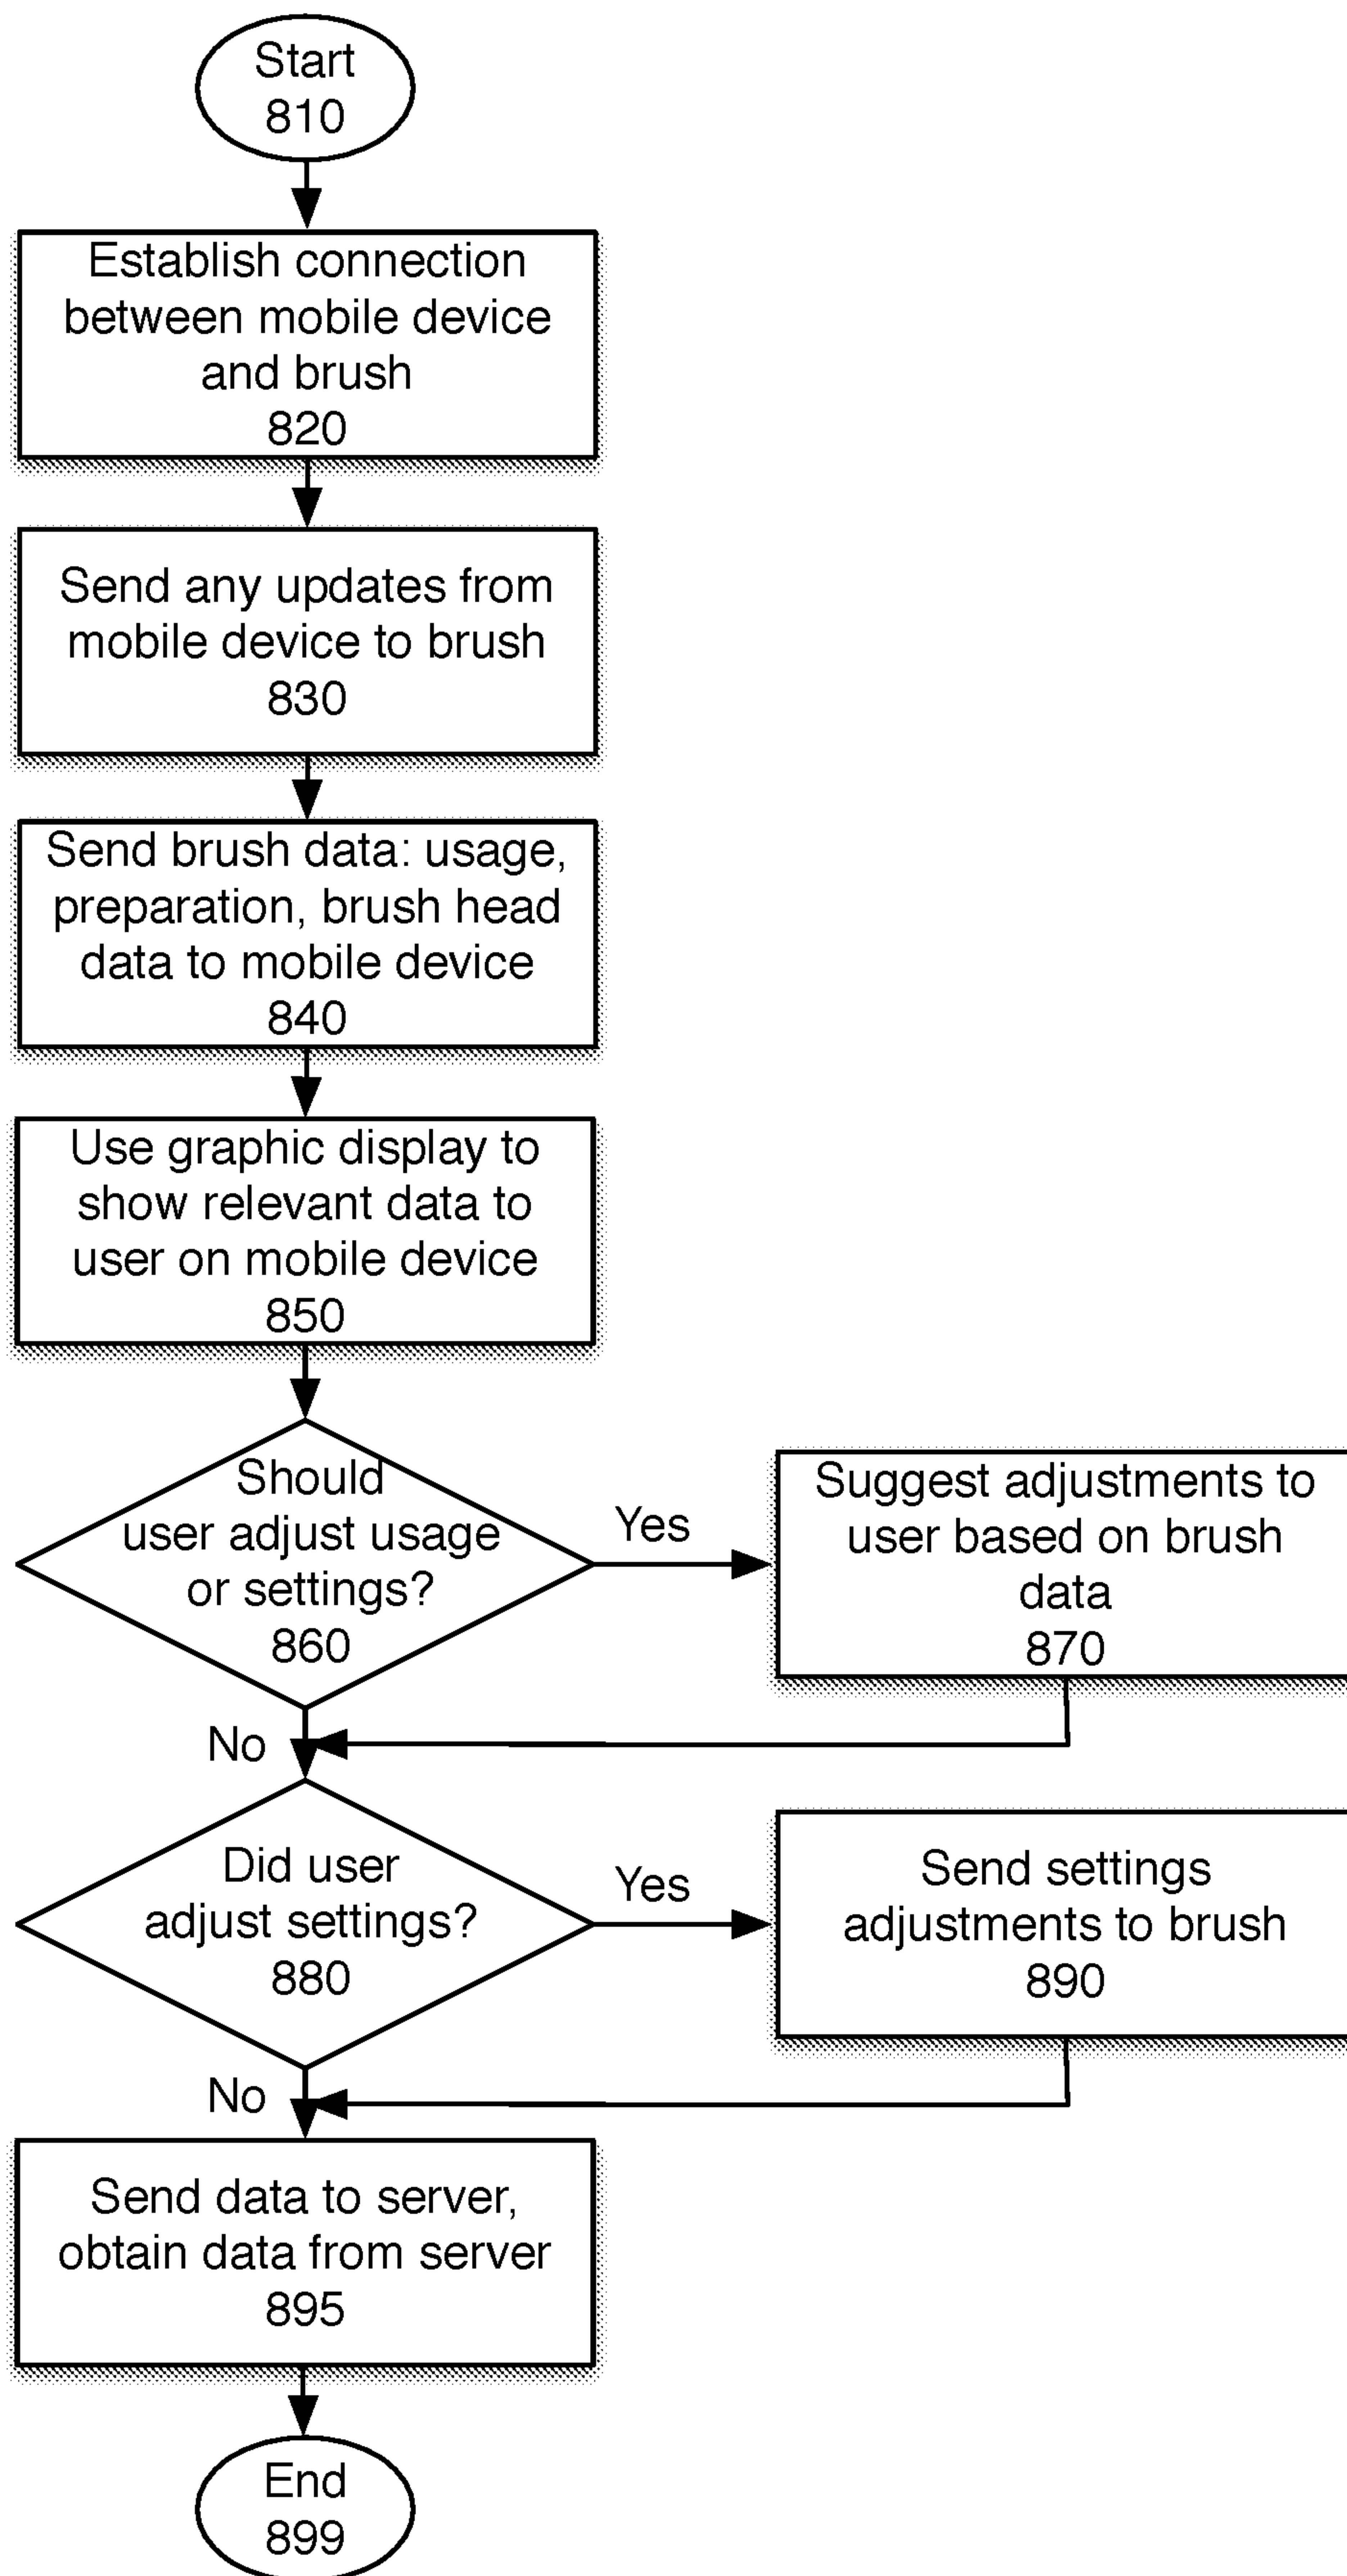 Start
810
Establish connection
between mobile device
and brush
820
Send any updates from
mobile device to brush
830
Send brush data: usage,
preparation, brush head
data to mobile device
840
Use graphic display to
show relevant data to
user on mobile device
850
Should
user adjust usage
or settings?
860
Yes
Suggest adjustments to
user based on brush
data
870
No
Did user
adjust settings?
880
Yes
Send settings
adjustments to brush
890
No
Send data to server,
obtain data from server
895
End
899